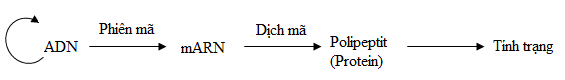 ADN
Phiên mã
mARN
Dịch mã
Polipeptit
(Protein)
Tính trạng